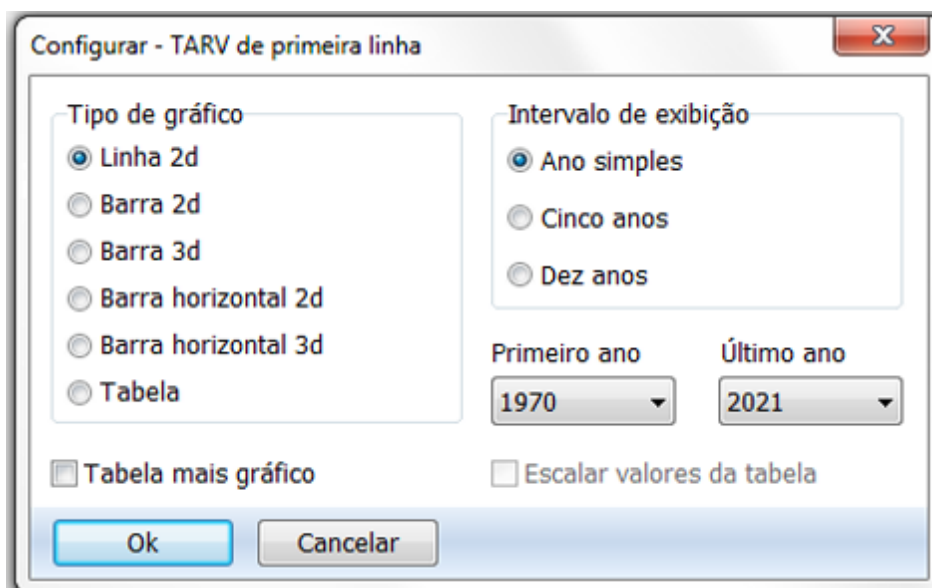 Configurar - TARV de primeira linha
Tipo de gráfico
Linha 2d
Barra 2d
Barra 3d
Barra horizontal 2d
Barra horizontal 3d
Tabela
Intervalo de exibição
Ano simples
Cinco anos
Dez anos
Primeiro ano
Último ano
1970
2021
Tabela mais gráfico
Escalar valores da tabela
Ok
Cancelar